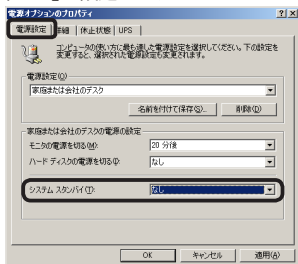 電源オプションのプロパティ
電源設定 詳細 休止状態 UPS
コンピュータの使い方に最も適した電源設定を選択してください。下の設定を
変更すると、選択された電源設定も変更されます。
電源設定(O)
家庭または会社のデスク
名前を付けて保存(S)... 削除(D)
家庭または会社のデスク の電源の設定
モニタの電源を切る(M): 20 分後
ハード ディスクの電源を切る(I): なし
システム スタンバイ(T): なし
OK キャンセル 適用(A)